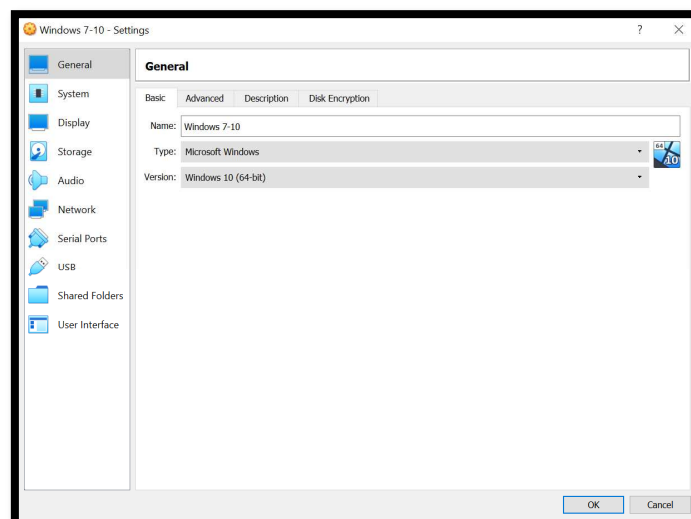 Windows 7-10 - Settings
?
General
System
Display
Storage
Audio
Network
Serial Ports
USB
Shared Folders
User Interface
General
Basic Advanced Description Disk Encryption
Name: Windows 7-10
Type: Microsoft Windows
64
10
Version: Windows 10 (64-bit)
OK Cancel